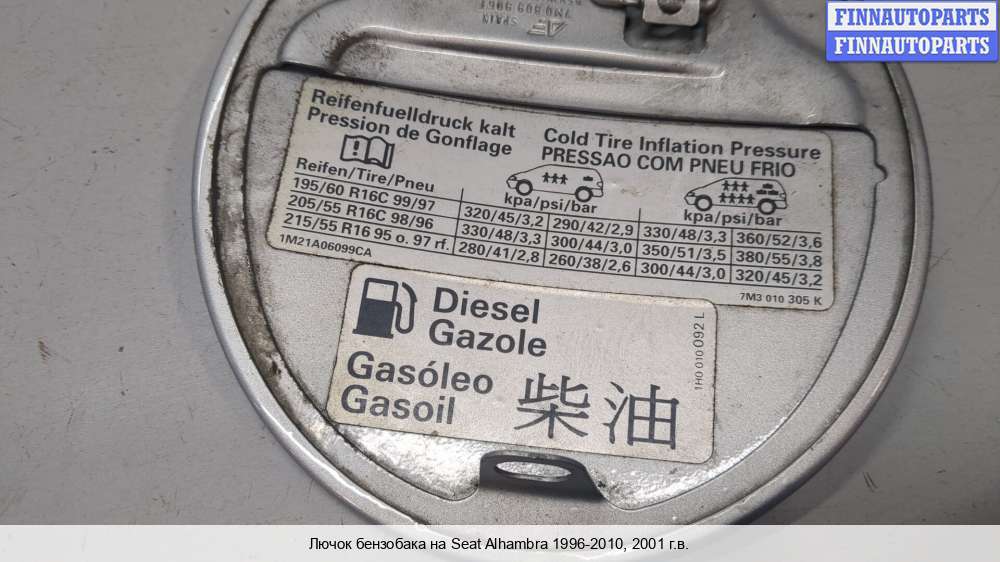 FINNAUTOPARTS
FINNAUTOPARTS
SPAIN
7M0 809 996
Reifenfuelldruck kalt
Pression de Gonflage
Cold Tire Inflation Pressure
PRESSAO COM PNEU FRIO
Reifen/Tire/Pneu kpa/psi/bar kpa/psi/bar
195/60 R16C 99/97 320/45/3,2 290/42/2,9 330/48/3,3 360/52/3,6
205/55 R16C 98/96 330/48/3,3 300/44/3,0 350/51/3,5 380/55/3,8
215/55 R16 95 o. 97 rf. 280/41/2,8 260/38/2,6 300/44/3,0 320/45/3,2
1M21A06099CA
7M3 010 305 K
Diesel
Gazole
Gasóleo
Gasoil
柴油
1H0 010 092 L
Лючок бензобака на Seat Alhambra 1996-2010, 2001 г.в.